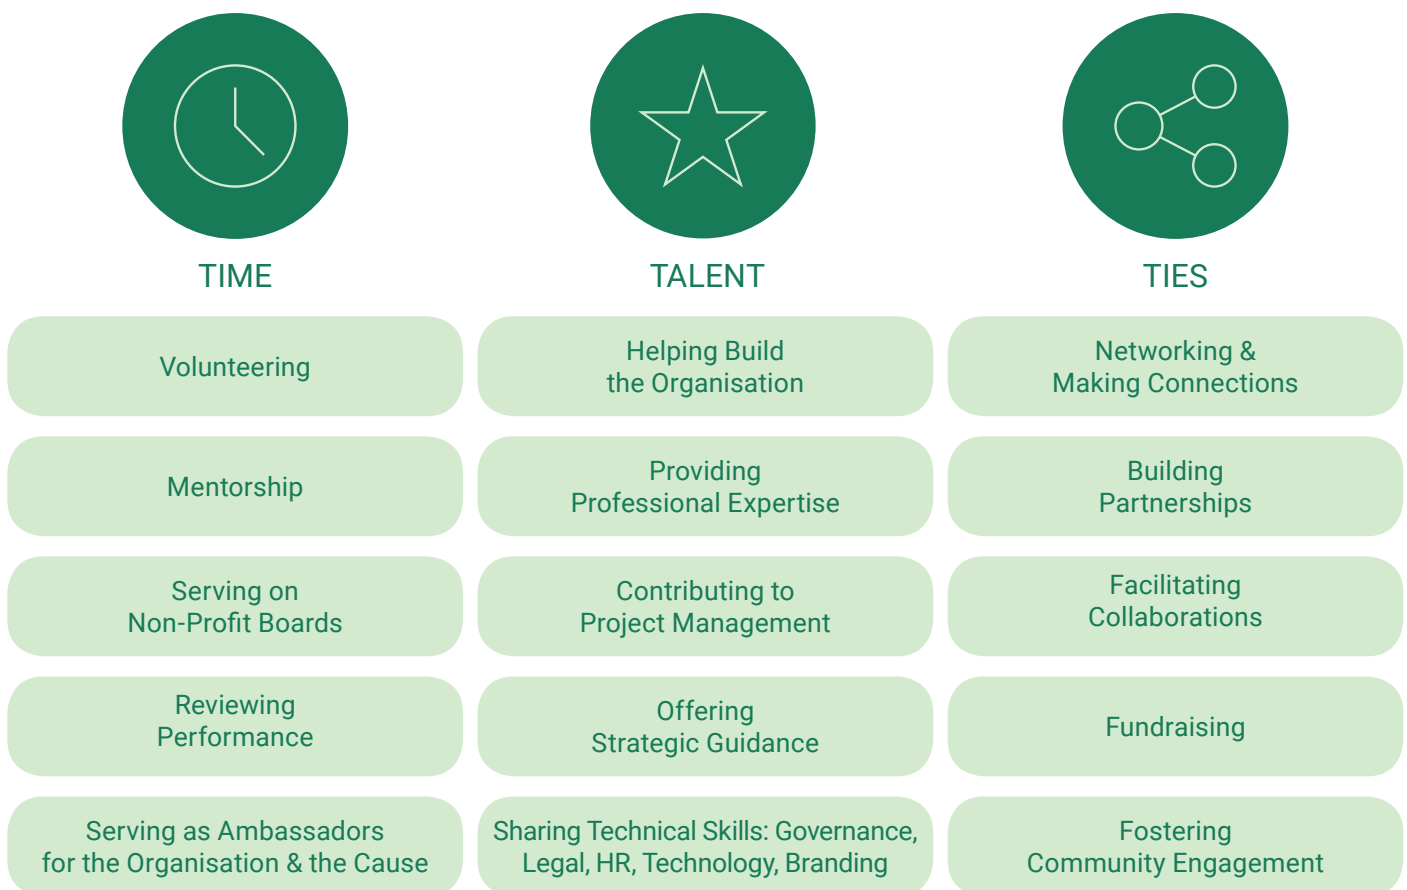 TIME
Volunteering
Mentorship
Serving on
Non-Profit Boards
Reviewing
Performance
Serving as Ambassadors
for the Organisation & the Cause
TALENT
Helping Build
the Organisation
Providing
Professional Expertise
Contributing to
Project Management
Offering
Strategic Guidance
Sharing Technical Skills: Governance,
Legal, HR, Technology, Branding
TIES
Networking &
Making Connections
Building
Partnerships
Facilitating
Collaborations
Fundraising
Fostering
Community Engagement